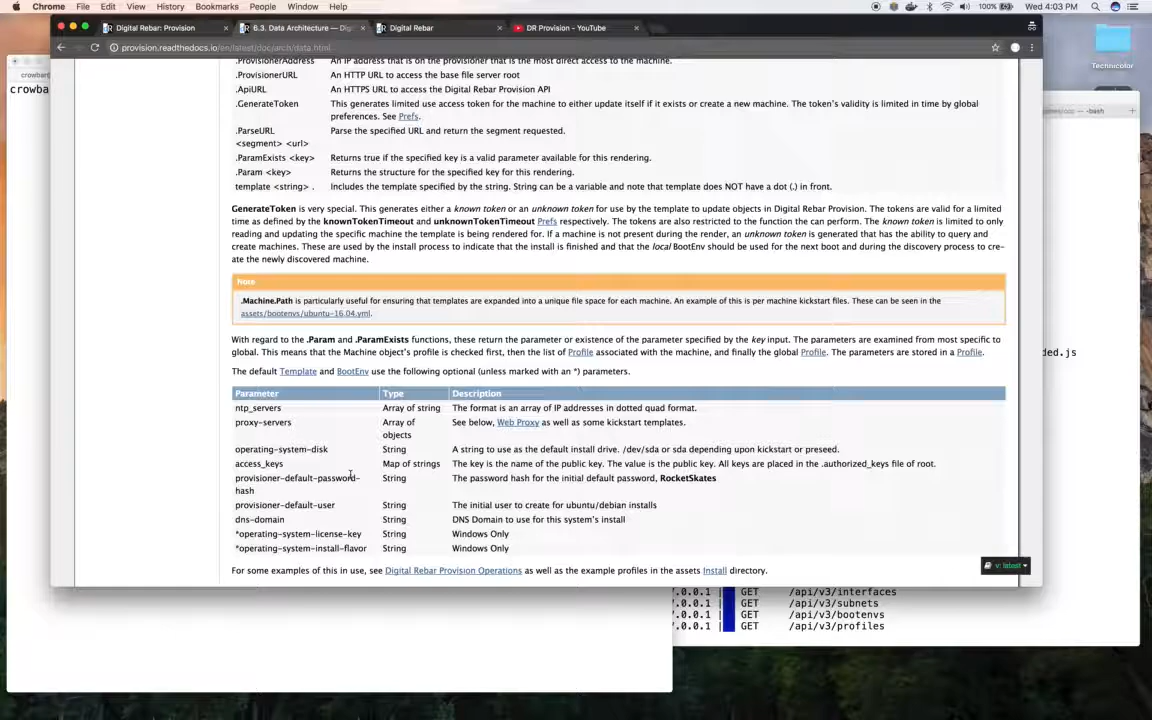 Chrome File Edit View History Bookmarks People Window Help 100% Wed 4:03 PM
Digital Rebar: Provision
6.3. Data Architecture — Dig
Digital Rebar
DR Provision - YouTube
provision.readthedocs.io/en/latest/doc/arch/data.html
Technicolor
crowbar
-bash
crowba
.ProvisionerAddress An IP address that is on the provisioner that is the most direct access to the machine.
.ProvisionerURL An HTTP URL to access the base file server root
.ApiURL An HTTPS URL to access the Digital Rebar Provision API
.GenerateToken This generates limited use access token for the machine to either update itself if it exists or create a new machine. The token's validity is limited in time by global
preferences. See Prefs.
.ParseURL Parse the specified URL and return the segment requested.
<segment> <url>
.ParamExists <key> Returns true if the specified key is a valid parameter available for this rendering.
.Param <key> Returns the structure for the specified key for this rendering.
template <string> . Includes the template specified by the string. String can be a variable and note that template does NOT have a dot (.) in front.
GenerateToken is very special. This generates either a known token or an unknown token for use by the template to update objects in Digital Rebar Provision. The tokens are valid for a limited
time as defined by the knownTokenTimeout and unknownTokenTimeout Prefs respectively. The tokens are also restricted to the function the can perform. The known token is limited to only
reading and updating the specific machine the template is being rendered for. If a machine is not present during the render, an unknown token is generated that has the ability to query and
create machines. These are used by the install process to indicate that the install is finished and that the local BootEnv should be used for the next boot and during the discovery process to cre-
ate the newly discovered machine.
Note
.Machine.Path is particularly useful for ensuring that templates are expanded into a unique file space for each machine. An example of this is per machine kickstart files. These can be seen in the
assets/bootenvs/ubuntu-16.04.yml.
With regard to the .Param and .ParamExists functions, these return the parameter or existence of the parameter specified by the key input. The parameters are examined from most specific to
global. This means that the Machine object's profile is checked first, then the list of Profile associated with the machine, and finally the global Profile. The parameters are stored in a Profile.
ded.js
The default Template and BootEnv use the following optional (unless marked with an *) parameters.
Parameter Type Description
ntp_servers Array of string The format is an array of IP addresses in dotted quad format.
proxy-servers Array of See below, Web Proxy as well as some kickstart templates.
objects
operating-system-disk String A string to use as the default install drive. /dev/sda or sda depending upon kickstart or preseed.
access_keys Map of strings The key is the name of the public key. The value is the public key. All keys are placed in the .authorized_keys file of root.
provisioner-default-password- String The password hash for the initial default password, RocketSkates
hash
provisioner-default-user String The initial user to create for ubuntu/debian installs
dns-domain String DNS Domain to use for this system's install
*operating-system-license-key String Windows Only
*operating-system-install-flavor String Windows Only
For some examples of this in use, see Digital Rebar Provision Operations as well as the example profiles in the assets Install directory.
v: latest
.0.0.1 | GET /api/v3/interfaces
.0.0.1 | GET /api/v3/subnets
.0.0.1 | GET /api/v3/bootenvs
.0.0.1 | GET /api/v3/profiles